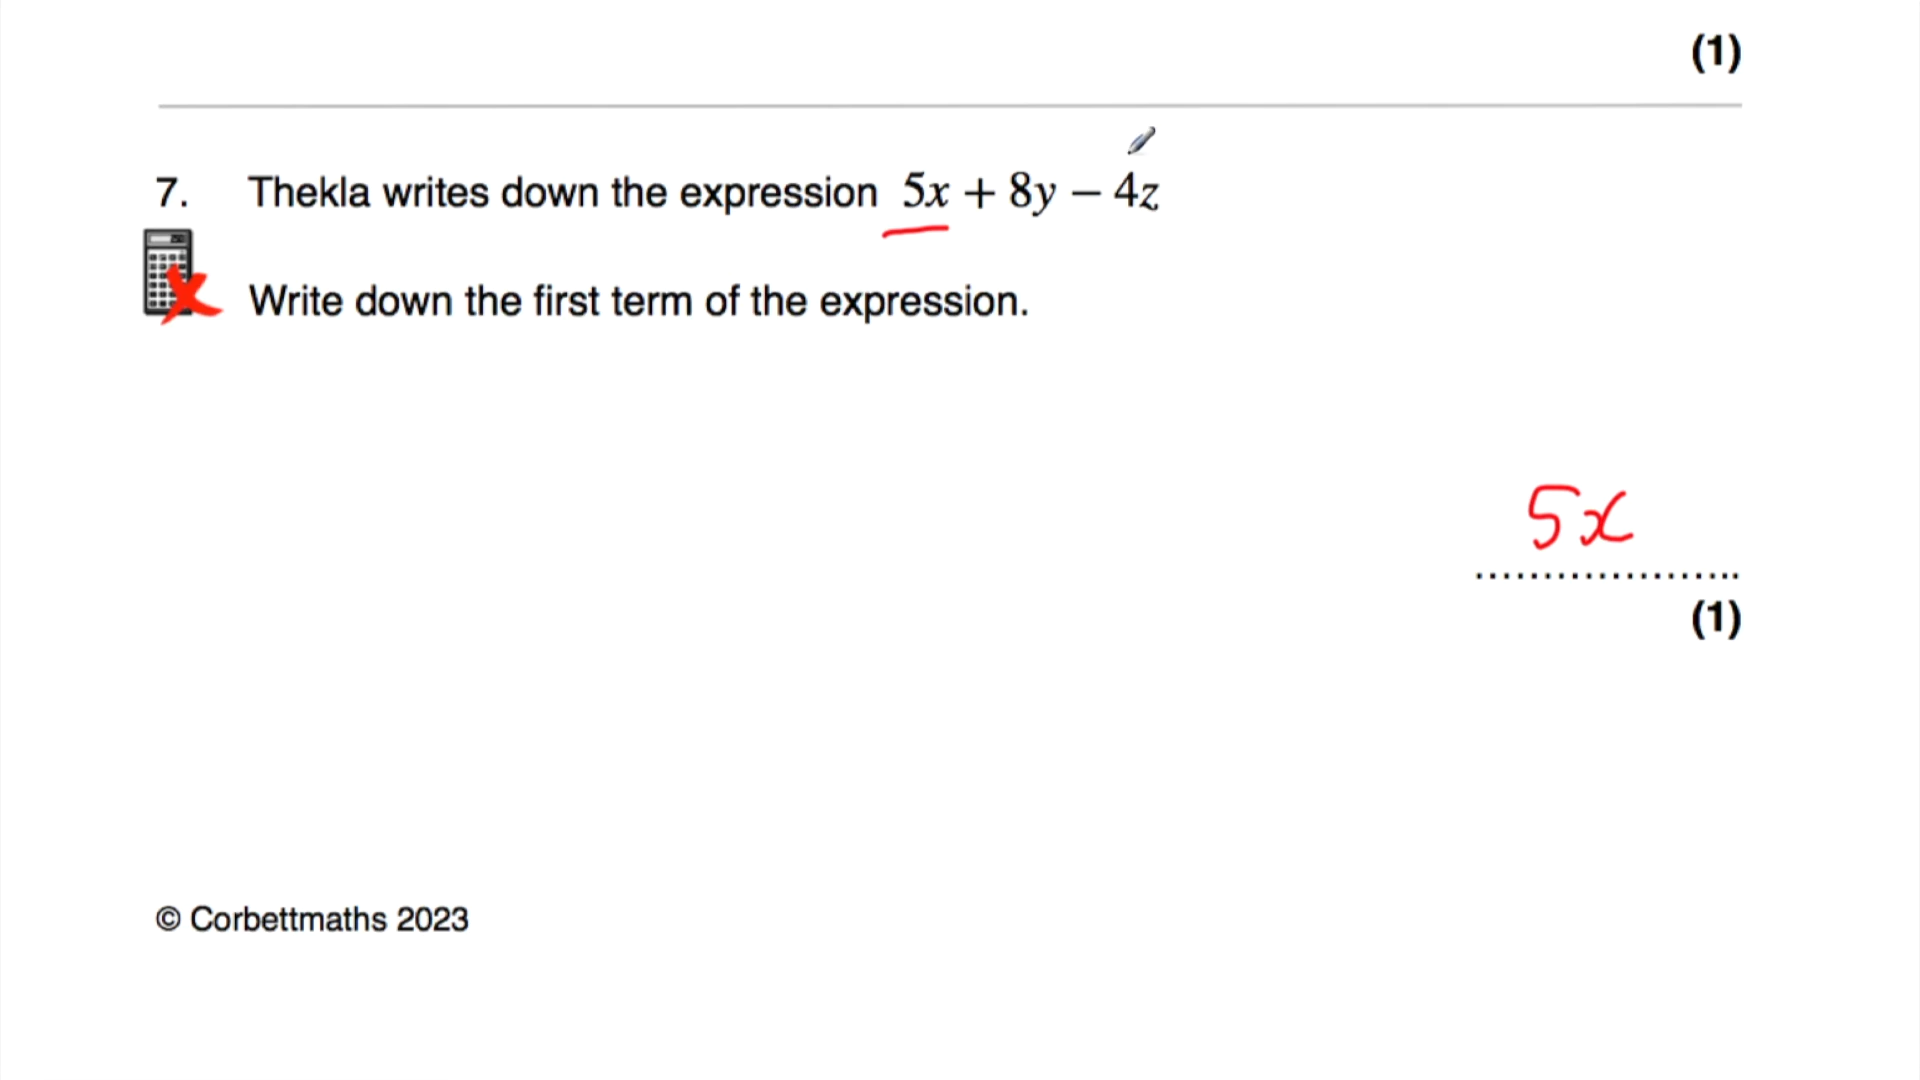 (1)
7. Thekla writes down the expression 5x + 8y − 4z
Write down the first term of the expression.
5x
....................
(1)
© Corbettmaths 2023